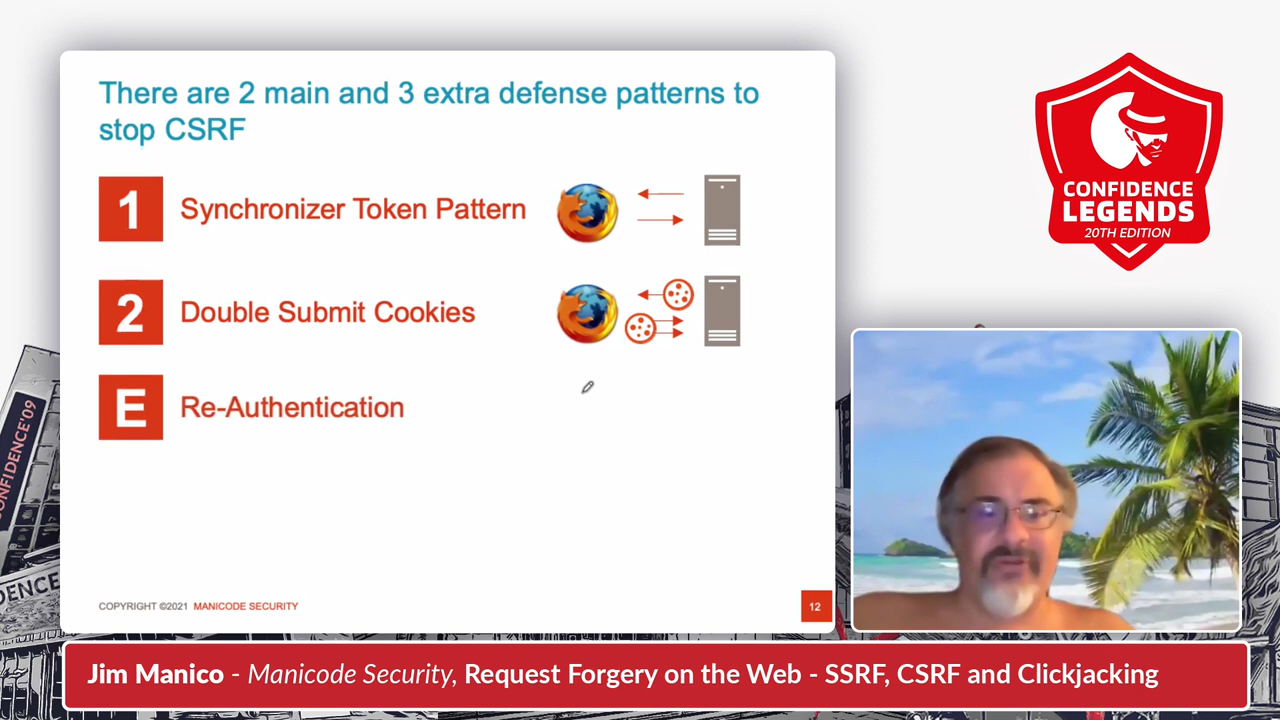 There are 2 main and 3 extra defense patterns to
stop CSRF
1 Synchronizer Token Pattern
2 Double Submit Cookies
E Re-Authentication
COPYRIGHT ©2021 MANICODE SECURITY
12
CONFIDENCE
LEGENDS
20TH EDITION
CONFIDENCE'09
Jim Manico - Manicode Security, Request Forgery on the Web - SSRF, CSRF and Clickjacking